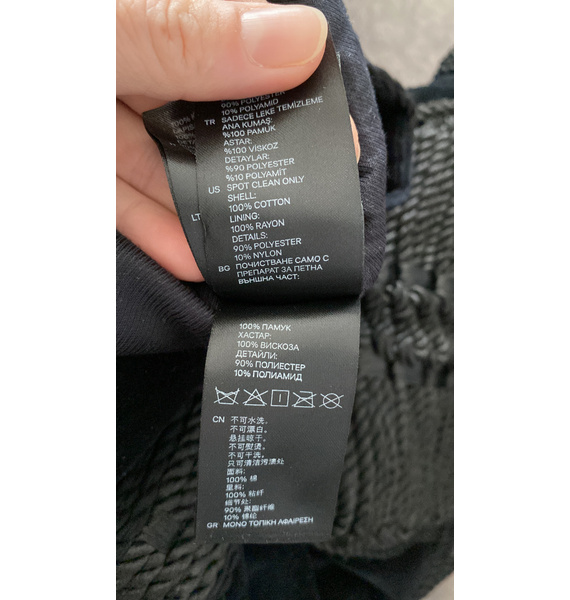 90% POLYESTER
10% POLYAMID
TR SADECE LEKE TEMİZLEME
ANA KUMAŞ:
%100 PAMUK
ASTAR:
%100 VİSKOZ
DETAYLAR:
%90 POLYESTER
%10 POLYAMİT
US SPOT CLEAN ONLY
SHELL:
100% COTTON
LINING:
100% RAYON
DETAILS:
90% POLYESTER
10% NYLON
BG ПОЧИСТВАНЕ САМО С
ПРЕПАРАТ ЗА ПЕТНА
ВЪНШНА ЧАСТ:
100%
LT
100% ПАМУК
ХАСТАР:
100% ВИСКОЗА
ДЕТАЙЛИ:
90% ПОЛИЕСТЕР
10% ПОЛИАМИД
CN 不可水洗.
不可漂白。
悬挂晾干。
不可熨烫。
不可干洗。
只可清洁污渍处
面料:
100% 棉
里料:
100% 粘纤
细节处:
90% 聚酯纤维
10% 锦纶
GR ΜΟΝΟ ΤΟΠΙΚΗ ΑΦΑΙΡΕΣΗ